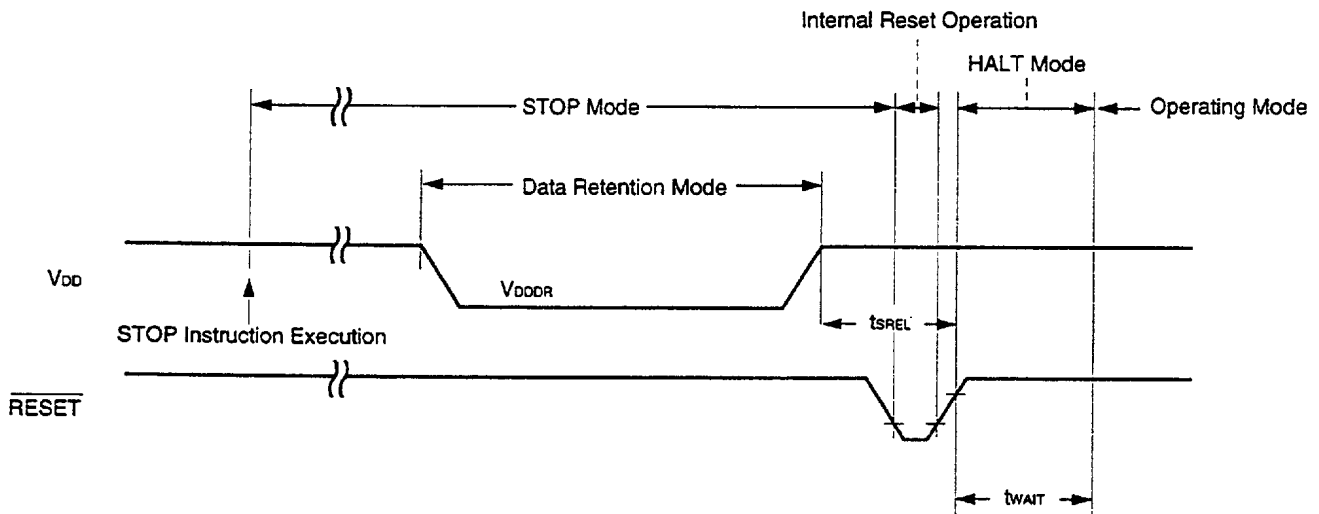 Internal Reset Operation
HALT Mode
STOP Mode
Operating Mode
Data Retention Mode
VDD
VDDDR
STOP Instruction Execution
tSREL
RESET
tWAIT